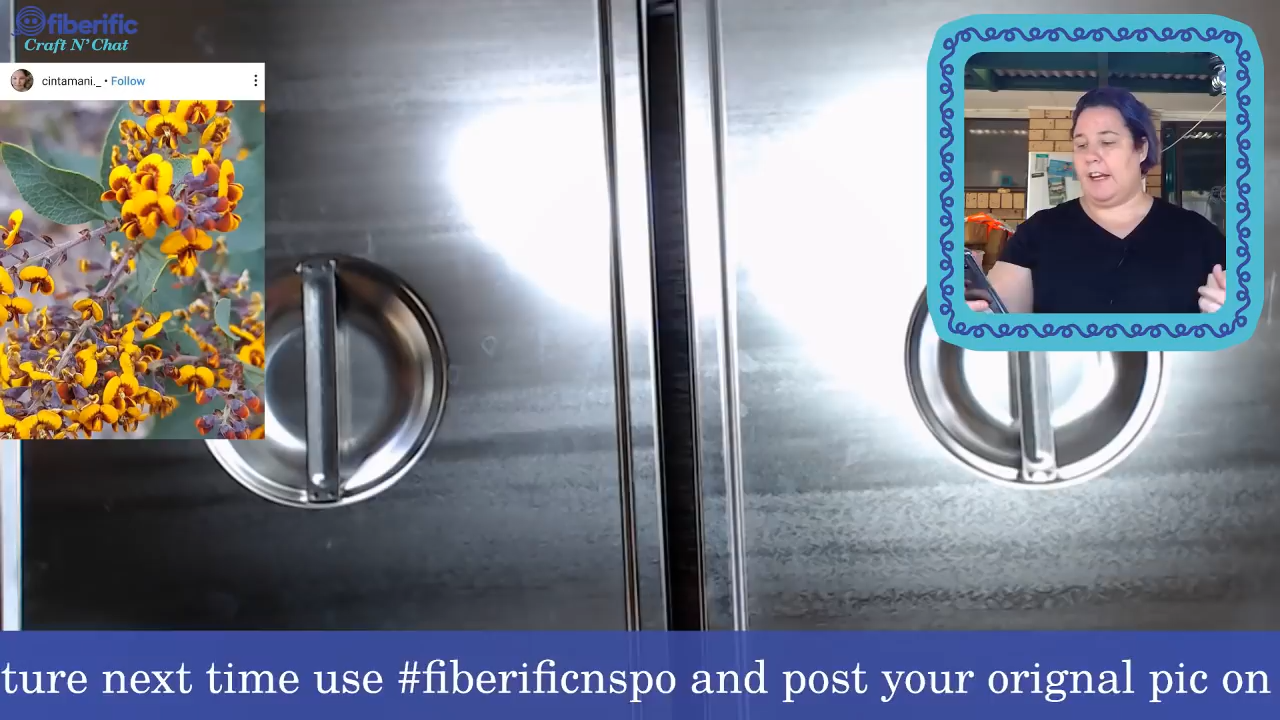 fiberific
Craft N' Chat
cintamani._ • Follow
ture next time use #fiberificnspo and post your orignal pic on